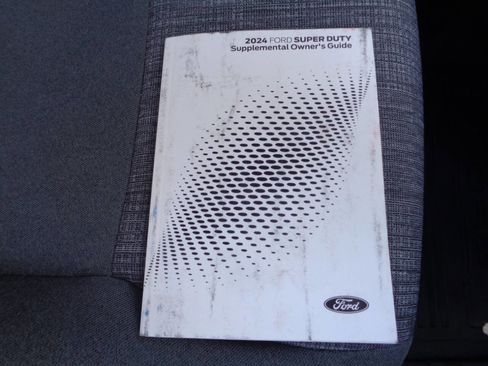 2024 FORD SUPER DUTY
Supplemental Owner's Guide
Ford